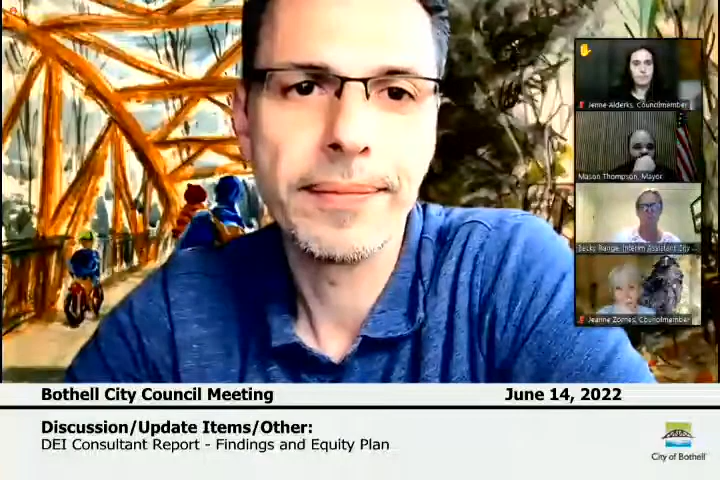 Jenne Alderks, Councilmember
Mason Thompson, Mayor
Becky Range, Interim Assistant City
Jeanne Zornes, Councilmember
Bothell City Council Meeting
June 14, 2022
Discussion/Update Items/Other:
DEI Consultant Report - Findings and Equity Plan
City of Bothell